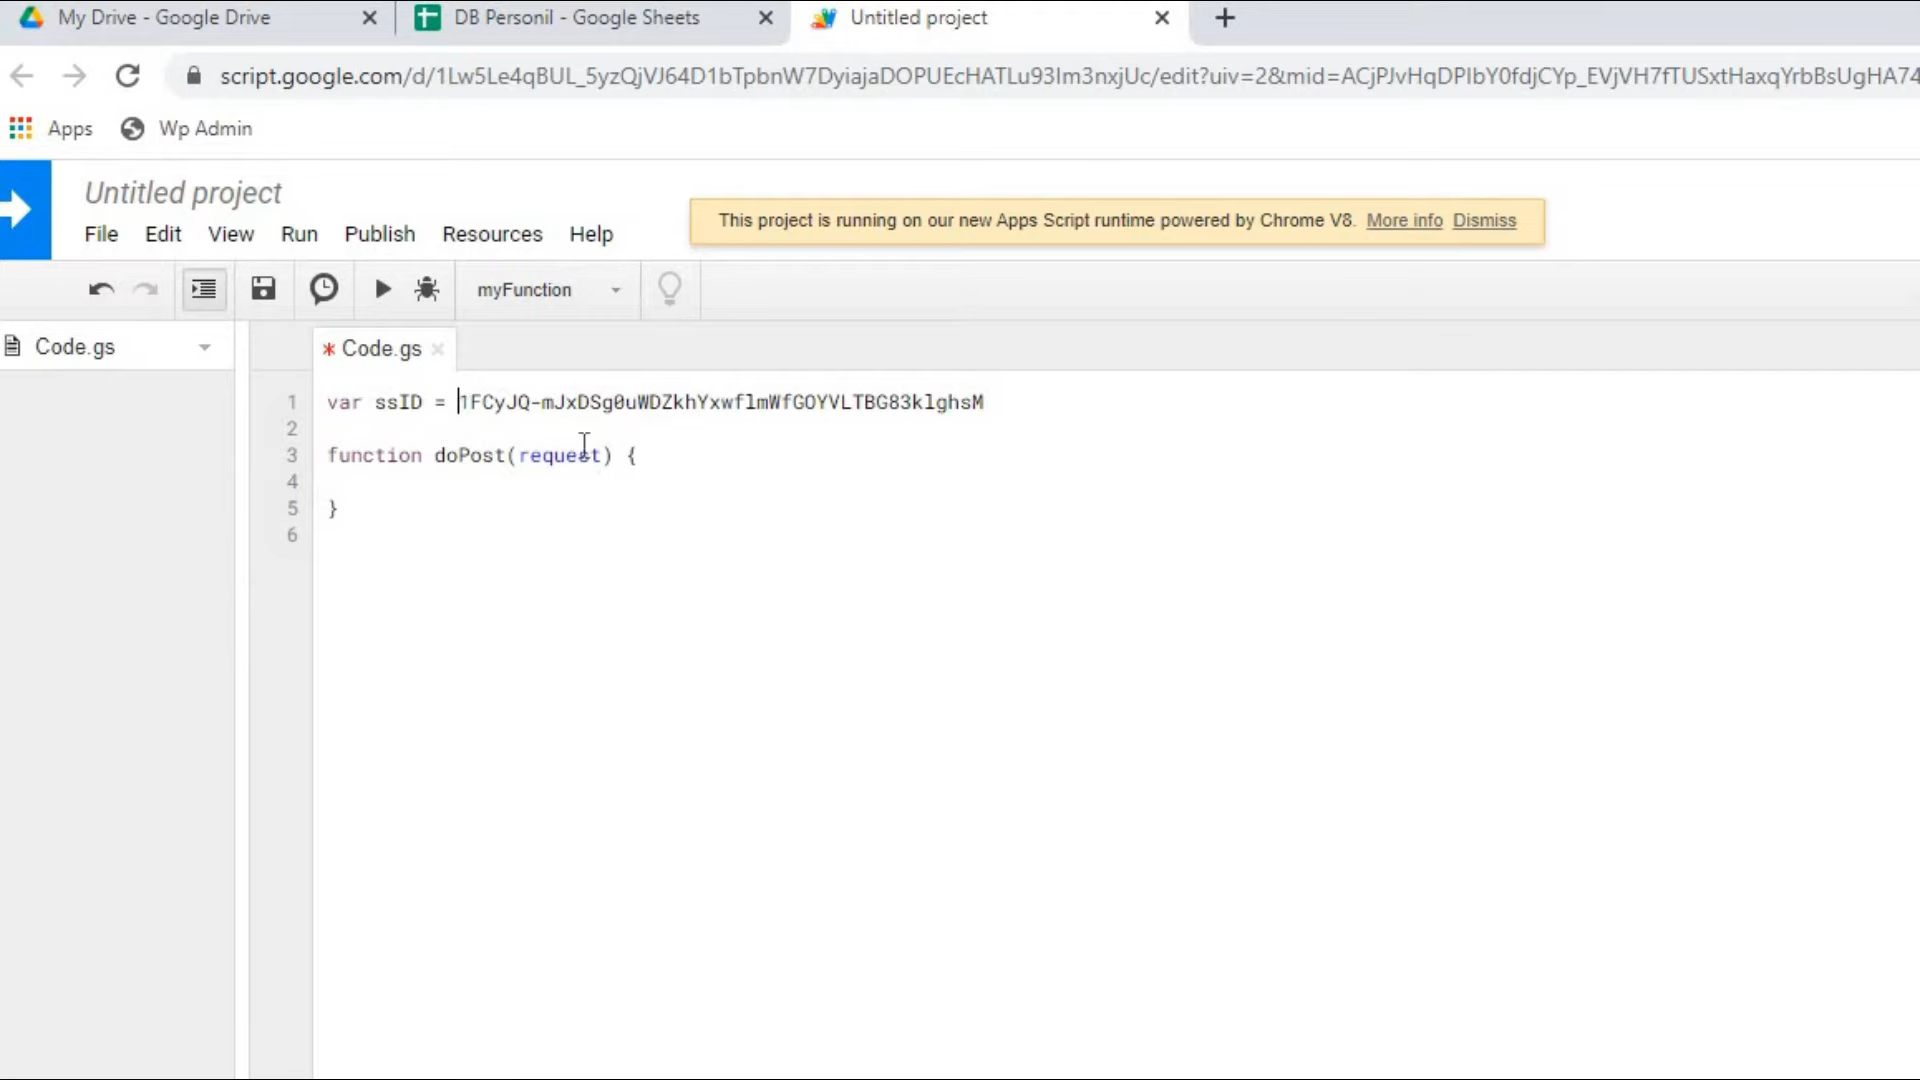 My Drive - Google Drive
DB Personil - Google Sheets
Untitled project
script.google.com/d/1Lw5Le4qBUL_5yzQjVJ64D1bTpbnW7DyiajaDOPUEcHATLu93Im3nxjUc/edit?uiv=2&mid=ACjPJvHqDPIbY0fdjCYp_EVjVH7fTUSxtHaxqYrbBsUgHA74
Apps
Wp Admin
Untitled project
File Edit View Run Publish Resources Help
This project is running on our new Apps Script runtime powered by Chrome V8. More info Dismiss
myFunction
Code.gs
* Code.gs
1 var ssID = 1FCyJQ-mJxDSg0uWDZkhYxwflmWfGOYVLTBG83klghsM
2
3 function doPost(request) {
4
5 }
6